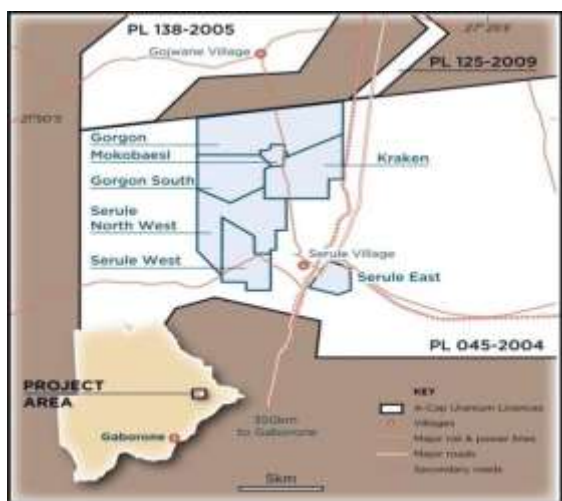 PL 138-2005
Gojwane Village
PL 125-2009
Gorgon
Mokobaesi
Kraken
Gorgon South
Serule
North West
Serule Village
Serule West
Serule East
PL 045-2004
PROJECT
AREA
Gaborone
350km
to Gaborone
5km
KEY
A-Cap Uranium Licences
Villages
Major rail & power lines
Major roads
Secondary roads